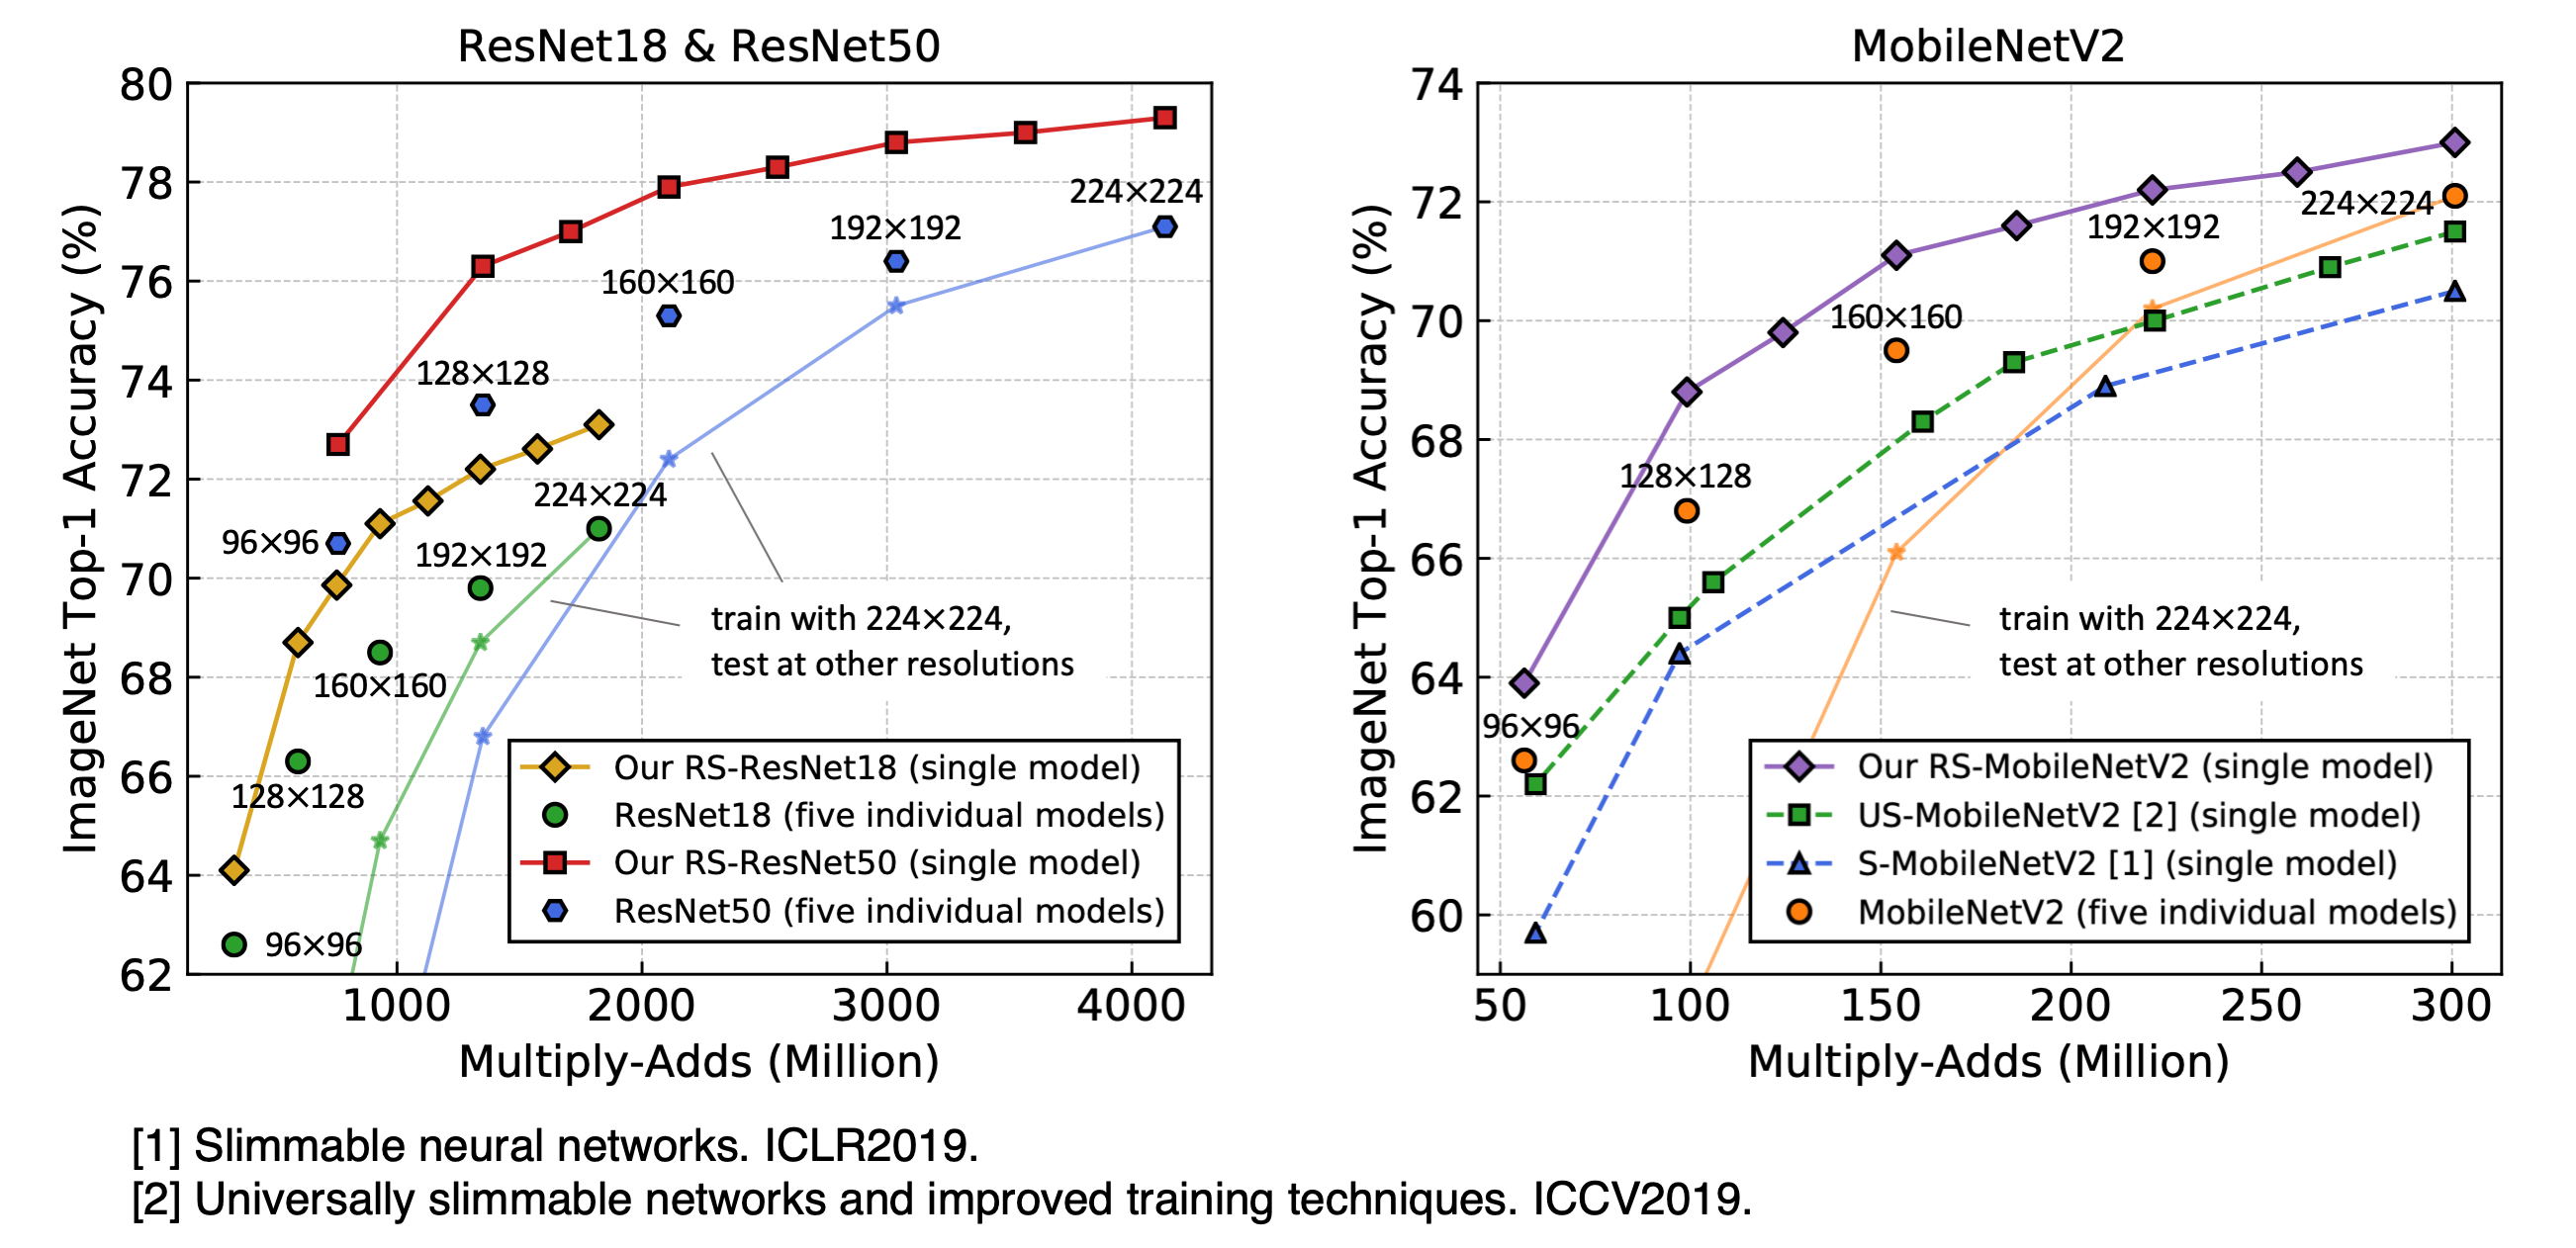 ResNet18 & ResNet50
ImageNet Top-1 Accuracy (%)
80
78
76
74
72
70
68
66
64
62
224×224
192×192
160×160
128×128
96×96
224×224
192×192
160×160
128×128
96×96
train with 224×224,
test at other resolutions
Our RS-ResNet18 (single model)
ResNet18 (five individual models)
Our RS-ResNet50 (single model)
ResNet50 (five individual models)
1000 2000 3000 4000
Multiply-Adds (Million)
MobileNetV2
ImageNet Top-1 Accuracy (%)
74
72
70
68
66
64
62
60
224×224
192×192
160×160
128×128
96×96
train with 224×224,
test at other resolutions
Our RS-MobileNetV2 (single model)
US-MobileNetV2 [2] (single model)
S-MobileNetV2 [1] (single model)
MobileNetV2 (five individual models)
50 100 150 200 250 300
Multiply-Adds (Million)
[1] Slimmable neural networks. ICLR2019.
[2] Universally slimmable networks and improved training techniques. ICCV2019.